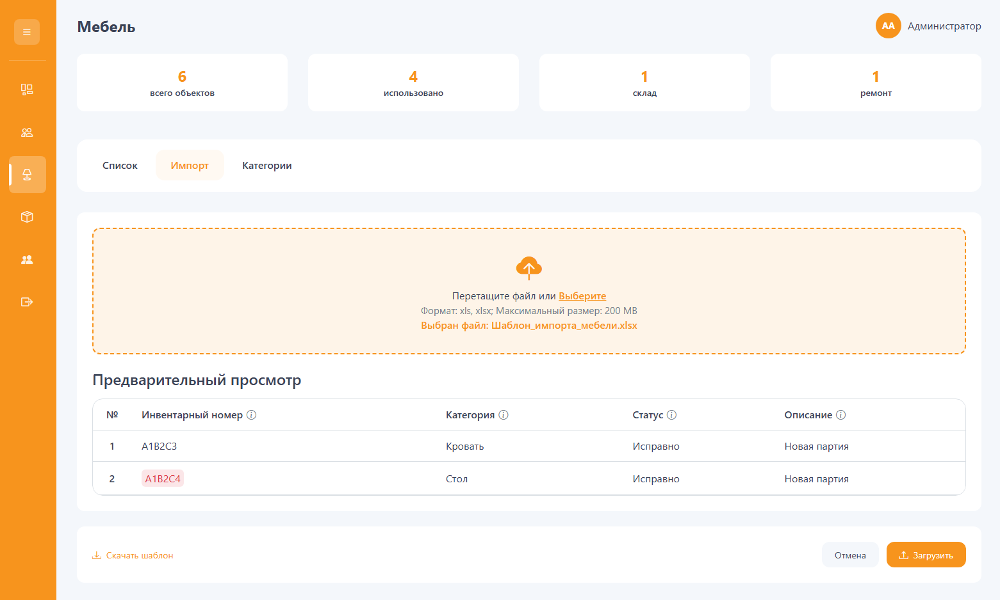 Мебель
АА Администратор
6
всего объектов
4
использовано
1
склад
1
ремонт
Список Импорт Категории
Перетащите файл или Выберите
Формат: xls, xlsx; Максимальный размер: 200 MB
Выбран файл: Шаблон_импорта_мебели.xlsx
Предварительный просмотр
№ Инвентарный номер Категория Статус Описание
1 A1B2C3 Кровать Исправно Новая партия
2 A1B2C4 Стол Исправно Новая партия
Скачать шаблон Отмена Загрузить